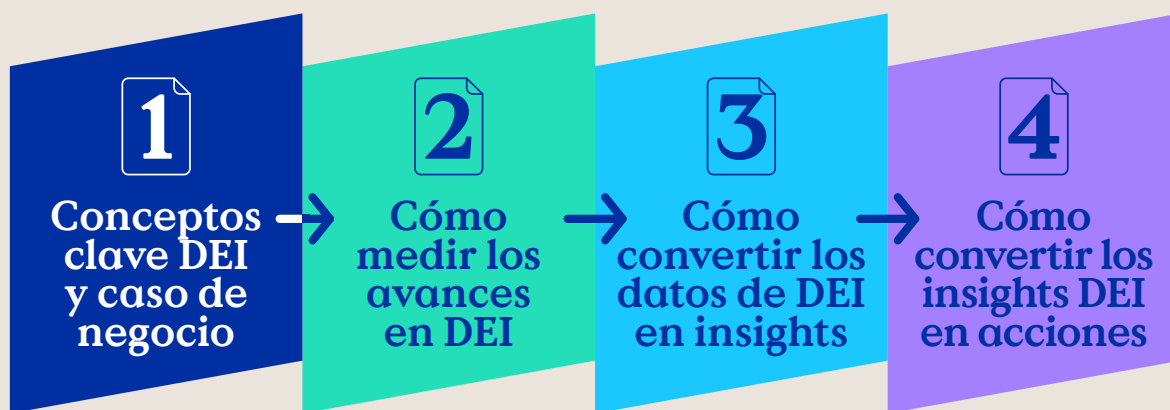 1
Conceptos
clave DEI
y caso de
negocio
2
Cómo
medir los
avances
en DEI
3
Cómo
convertir los
datos de DEI
en insights
4
Cómo
convertir los
insights DEI
en acciones